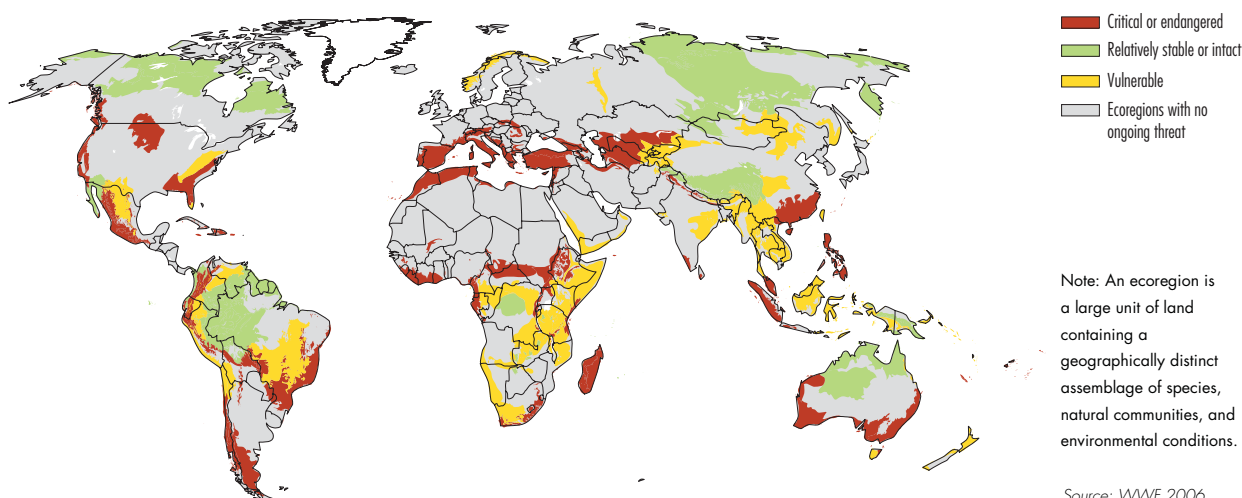 Critical or endangered
Relatively stable or intact
Vulnerable
Ecoregions with no
ongoing threat
Note: An ecoregion is
a large unit of land
containing a
geographically distinct
assemblage of species,
natural communities, and
environmental conditions.
Source: WWF 2006